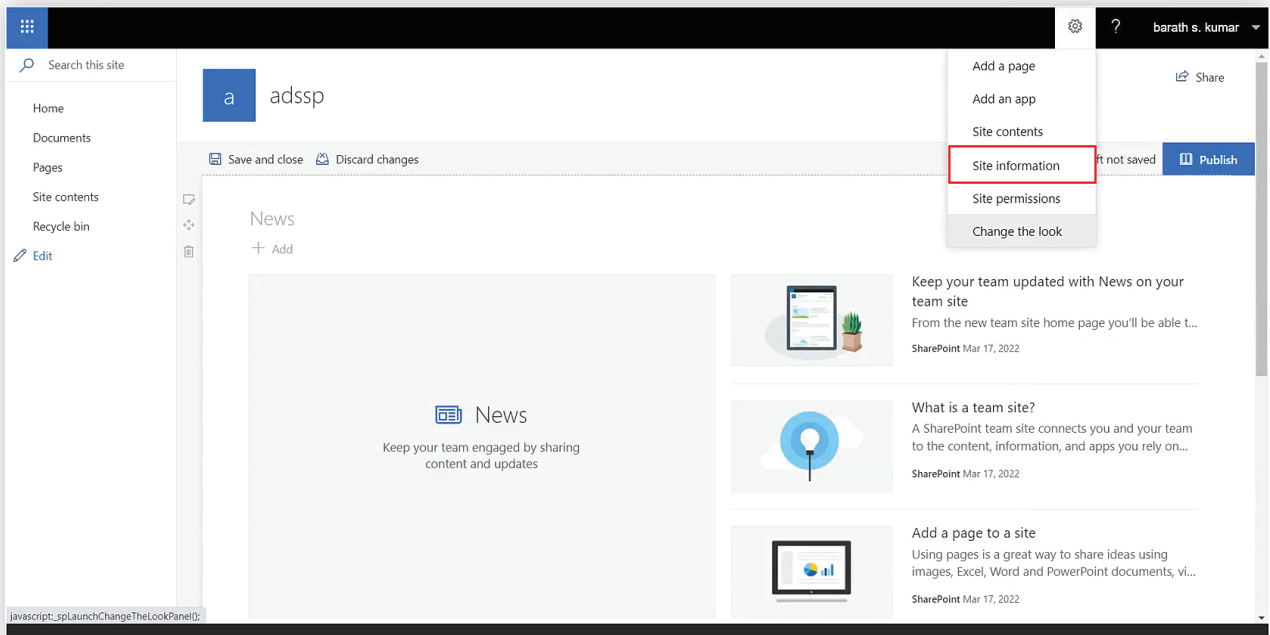 ?
barath s. kumar
Search this site
Home
Documents
Pages
Site contents
Recycle bin
Edit
a
adssp
Share
Add a page
Add an app
Site contents
Site information
Site permissions
Change the look
Save and close
Discard changes
ft not saved
Publish
News
+ Add
News
Keep your team engaged by sharing
content and updates
Keep your team updated with News on your
team site
From the new team site home page you'll be able t...
SharePoint Mar 17, 2022
What is a team site?
A SharePoint team site connects you and your team
to the content, information, and apps you rely on...
SharePoint Mar 17, 2022
Add a page to a site
Using pages is a great way to share ideas using
images, Excel, Word and PowerPoint documents, vi...
SharePoint Mar 17, 2022
javascript:_spLaunchChangeTheLookPanel();